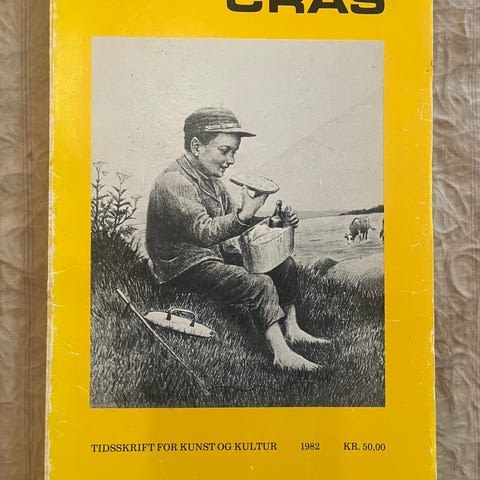 CRAS
TIDSSKRIFT FOR KUNST OG KULTUR 1982 KR. 50,00